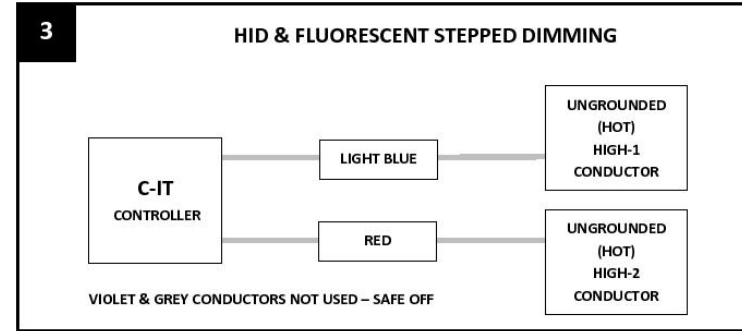 3
HID & FLUORESCENT STEPPED DIMMING
UNGROUNDED
(HOT)
HIGH-1
CONDUCTOR
LIGHT BLUE
C-IT
CONTROLLER
RED
UNGROUNDED
(HOT)
HIGH-2
CONDUCTOR
VIOLET & GREY CONDUCTORS NOT USED – SAFE OFF